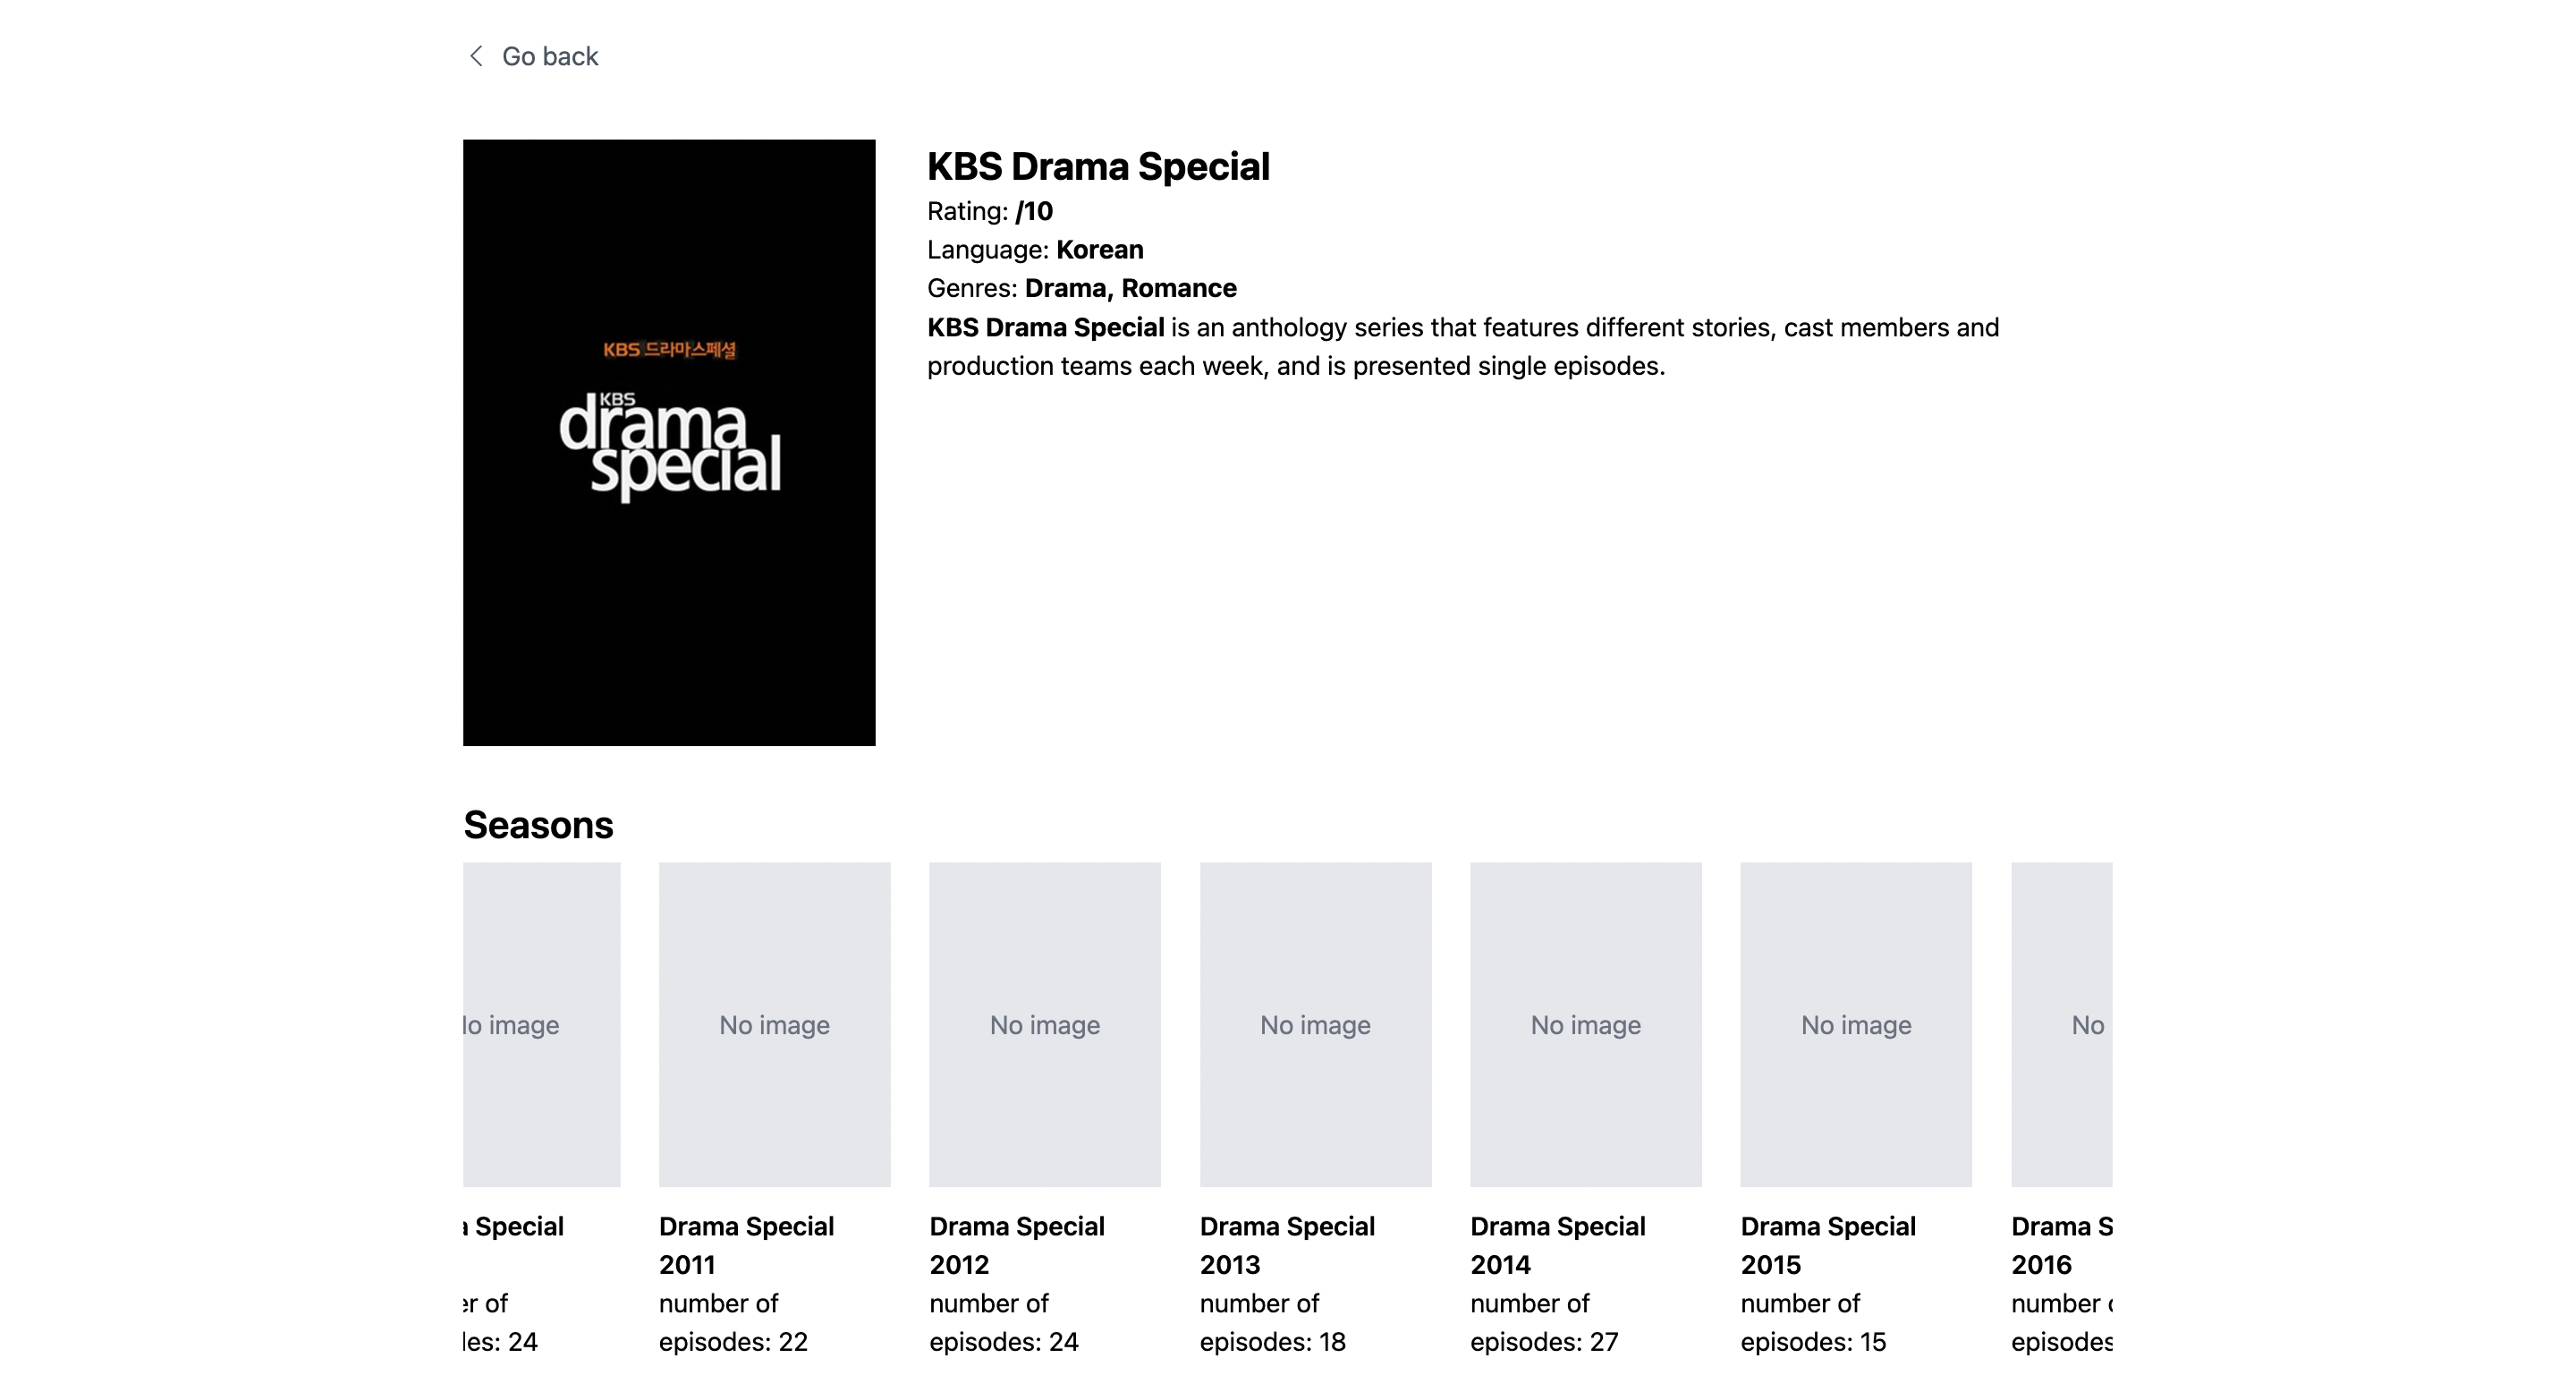 Go back
KBS 드라마스페셜
KBS
drama
special
KBS Drama Special
Rating: /10
Language: Korean
Genres: Drama, Romance
KBS Drama Special is an anthology series that features different stories, cast members and
production teams each week, and is presented single episodes.
Seasons
image No image No image No image No image No image No
Special Drama Special Drama Special Drama Special Drama Special Drama Special Drama
2011 2012 2013 2014 2015 2016
of number of number of number of number of number of number
24 episodes: 22 episodes: 24 episodes: 18 episodes: 27 episodes: 15 episodes